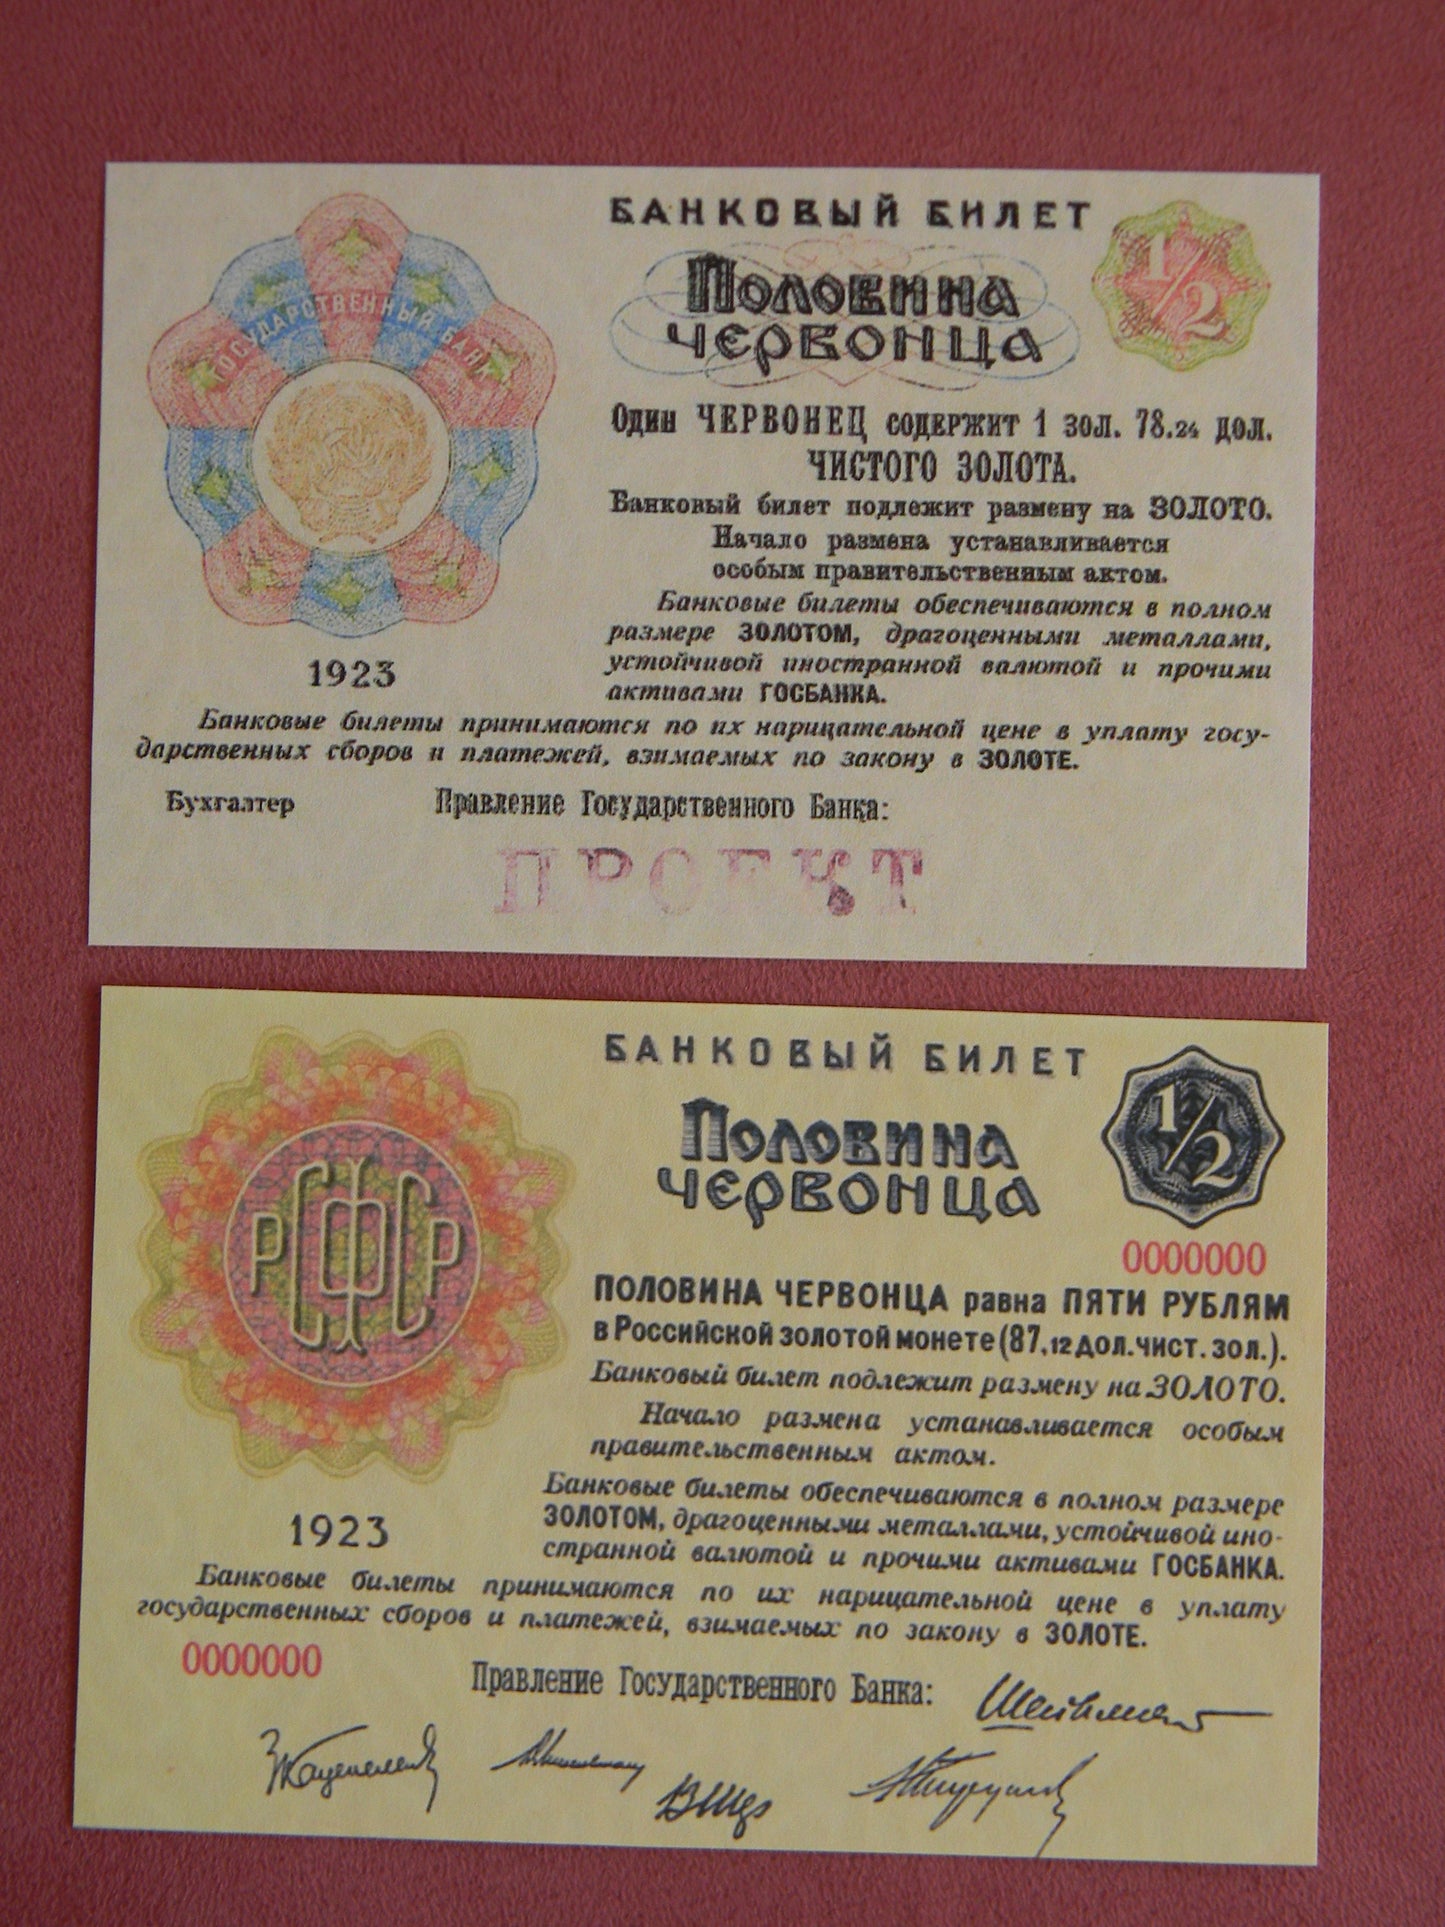 БАНКОВЫЙ БИЛЕТ
ГОСУДАРСТВЕННЫЙ БАНК
1/2
ПОЛОВИНА
ЧЕРВОНЦА
Один ЧЕРВОНЕЦ СОДЕРЖИТ 1 ЗОЛ. 78.24 ДОЛ.
ЧИСТОГО ЗОЛОТА.
Банковый билет подлежит размену на ЗОЛОТО.
Начало размена устанавливается
особым правительственным актом.
Банковые билеты обеспечиваются в полном
размере ЗОЛОТОМ, драгоценными металлами,
устойчивой иностранной валютой и прочими
активами ГОСБАНКА.
1923
Банковые билеты принимаются по их нарицательной цене в уплату госу-
дарственных сборов и платежей, взимаемых по закону в ЗОЛОТЕ.
Бухгалтер Правление Государственного Банка:
ПРОЕКТ
БАНКОВЫЙ БИЛЕТ
1/2
ПОЛОВИНА
ЧЕРВОНЦА
РСФСР
0000000
ПОЛОВИНА ЧЕРВОНЦА равна ПЯТИ РУБЛЯМ
в Российской золотой монете (87,12 дол. чист. зол.).
Банковый билет подлежит размену на ЗОЛОТО.
Начало размена устанавливается особым
правительственным актом.
Банковые билеты обеспечиваются в полном размере
ЗОЛОТОМ, драгоценными металлами, устойчивой ино-
странной валютой и прочими активами ГОСБАНКА.
1923
Банковые билеты принимаются по их нарицательной цене в уплату
государственных сборов и платежей, взимаемых по закону в ЗОЛОТЕ.
0000000
Правление Государственного Банка: